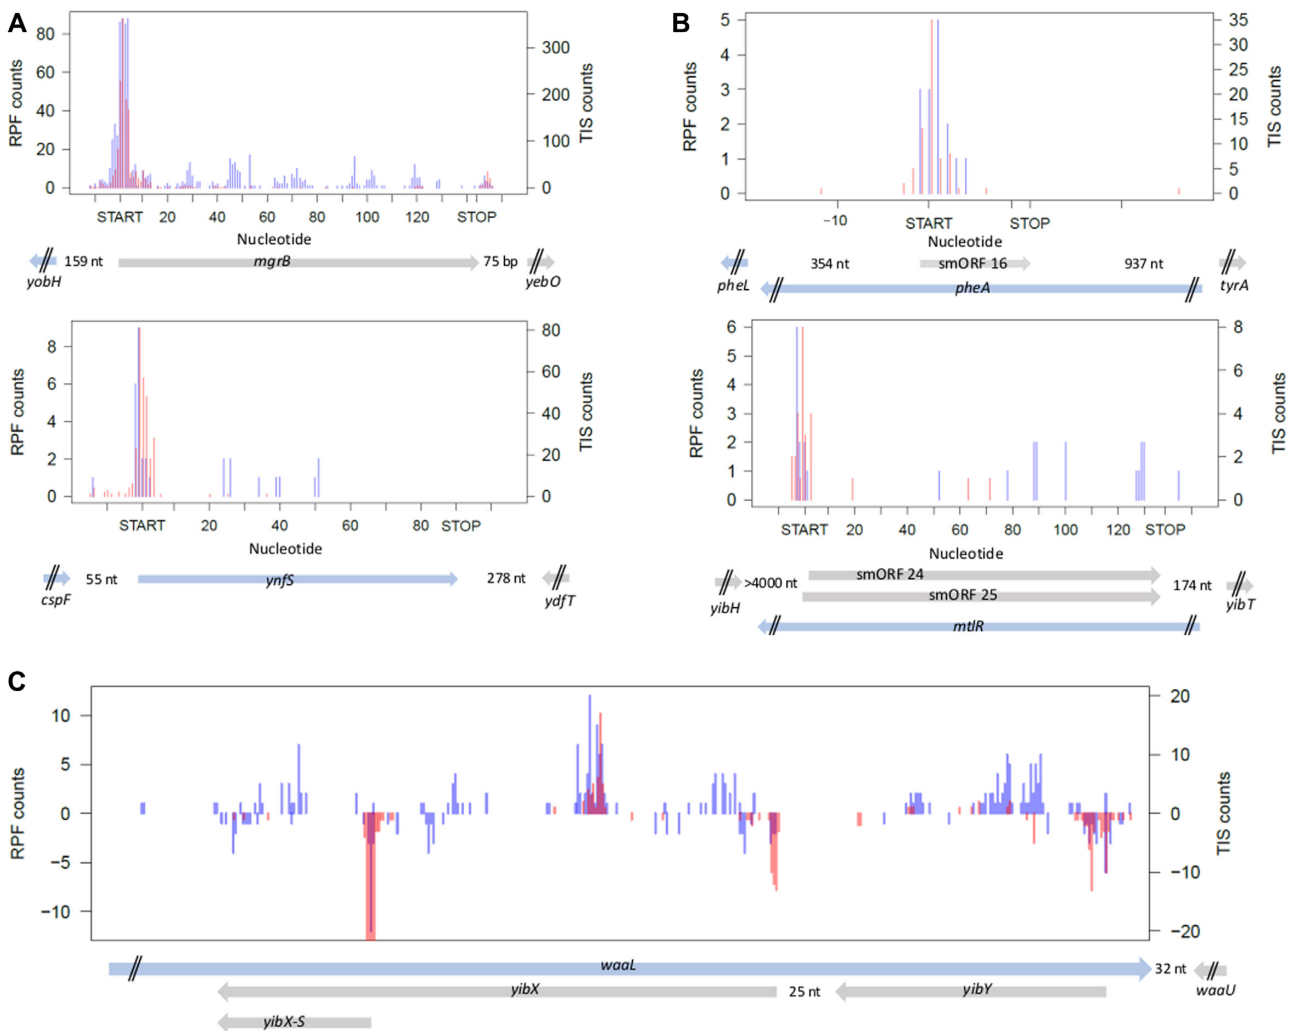 A
RPF counts
80
60
40
20
0
300
200
100
0
TIS counts
START 20 40 60 80 100 STOP
Nucleotide
yobH 159 nt mgrB 75 bp yebO
RPF counts
8
6
4
2
0
80
60
40
20
0
TIS counts
START 20 40 60 80 STOP
Nucleotide
cspF 55 nt ynfS 278 nt ydfT
B
RPF counts
5
4
3
2
1
0
35
30
25
20
15
10
5
0
TIS counts
−10 START STOP
Nucleotide
pheL 354 nt smORF 16 937 nt tyrA
pheA
RPF counts
6
5
4
3
2
1
0
8
6
4
2
0
TIS counts
START 20 40 60 80 100 120 STOP
Nucleotide
smORF 24
yibH >4000 nt smORF 25 174 nt yibT
mtlR
C
RPF counts
10
5
0
−5
−10
20
10
0
−10
−20
TIS counts
waaL 32 nt
yibX 25 nt yibY waaU
yibX-S